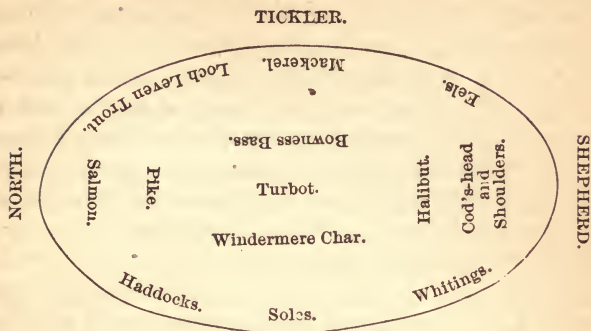 TICKLER.
Mackerel.
Loch Leven Trout.
Eels.
Bowness Bass.
NORTH.
Salmon.
Pike.
Turbot.
Halibut.
Cod's-head
and
Shoulders.
SHEPHERD.
Windermere Char.
Haddocks.
Whitings.
Soles.